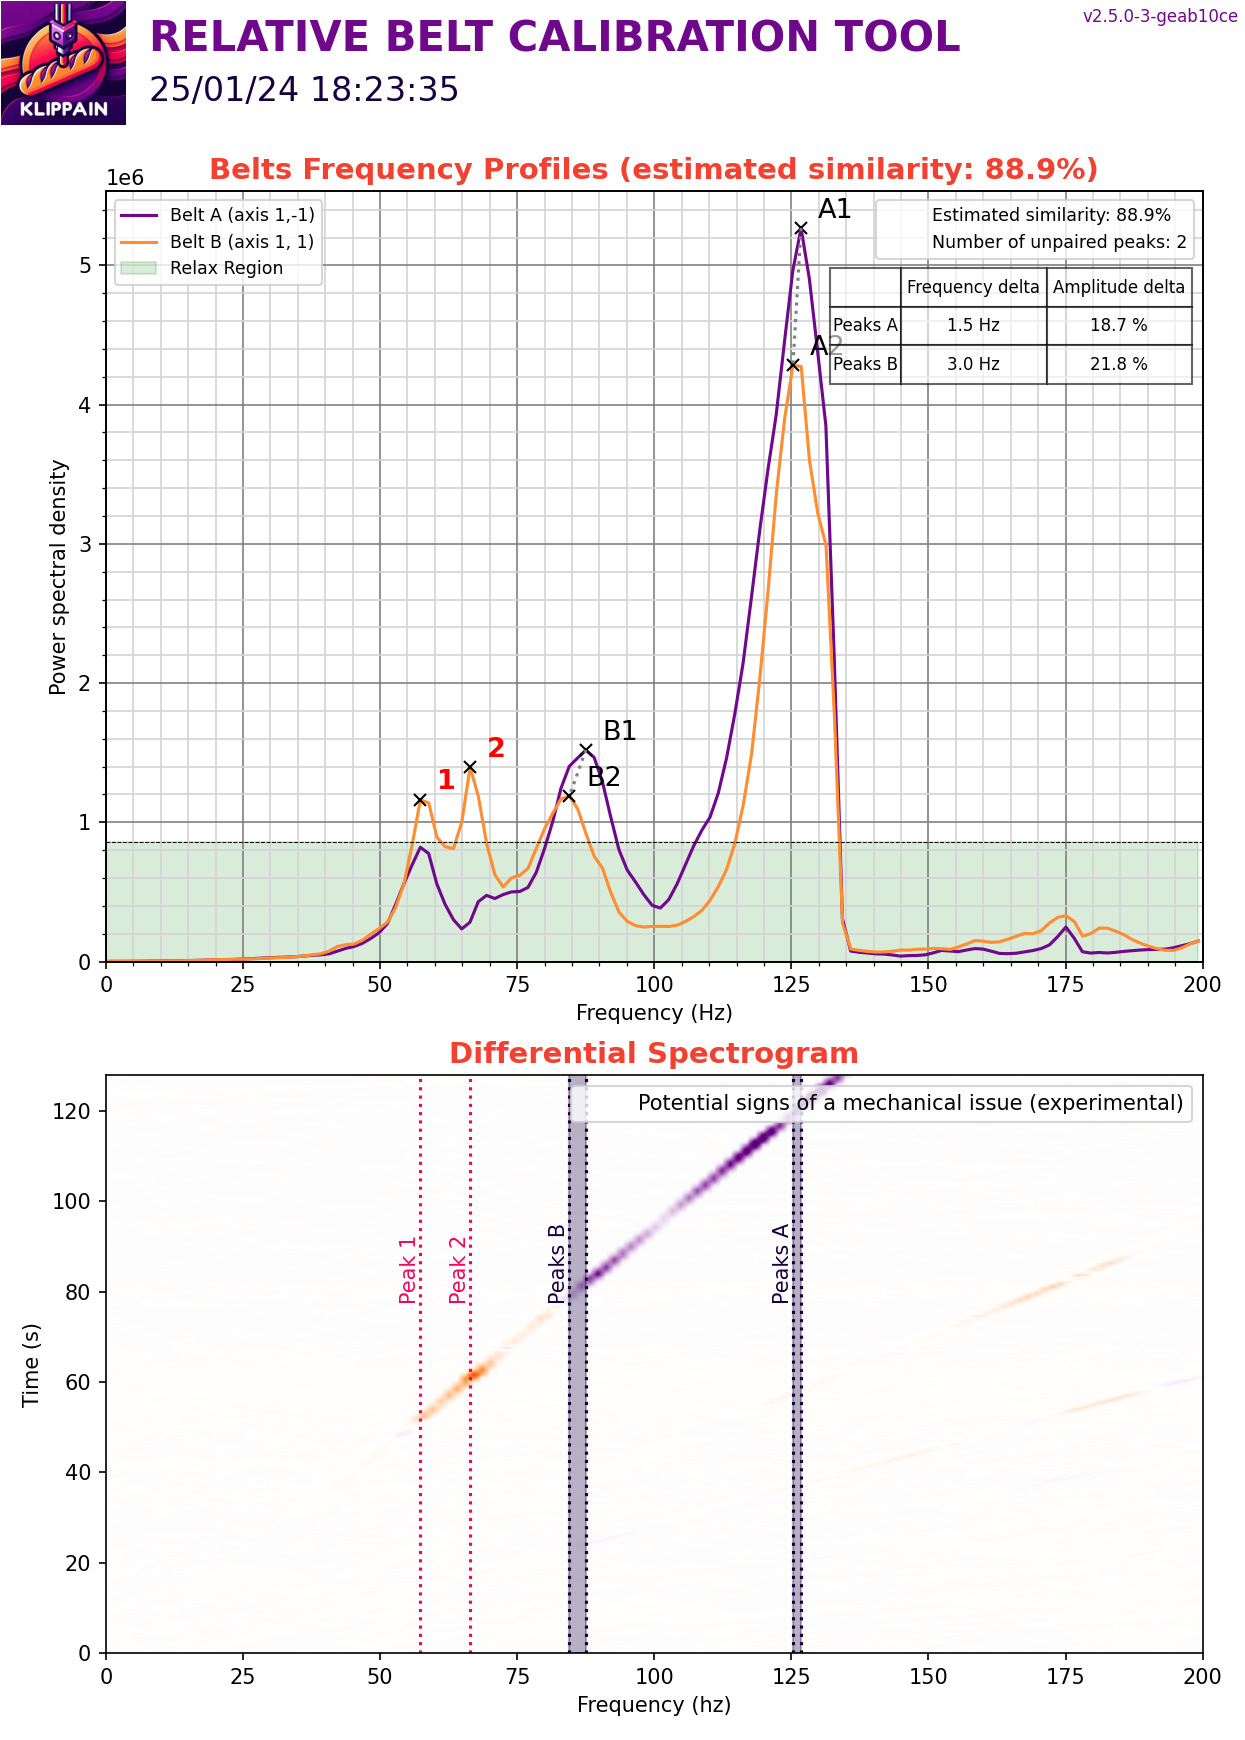 v2.5.0-3-geab10ce
RELATIVE BELT CALIBRATION TOOL
25/01/24 18:23:35
KLIPPAIN
Belts Frequency Profiles (estimated similarity: 88.9%)
1e6
Belt A (axis 1,-1)
Belt B (axis 1, 1)
Relax Region
A1
Estimated similarity: 88.9%
Number of unpaired peaks: 2
Frequency delta Amplitude delta
Peaks A 1.5 Hz 18.7 %
Peaks B 3.0 Hz 21.8 %
A2
B1
B2
1
2
5
4
3
2
1
0
Power spectral density
0 25 50 75 100 125 150 175 200
Frequency (Hz)
Differential Spectrogram
Potential signs of a mechanical issue (experimental)
Peak 1
Peak 2
Peaks B
Peaks A
120
100
80
60
40
20
0
Time (s)
0 25 50 75 100 125 150 175 200
Frequency (hz)